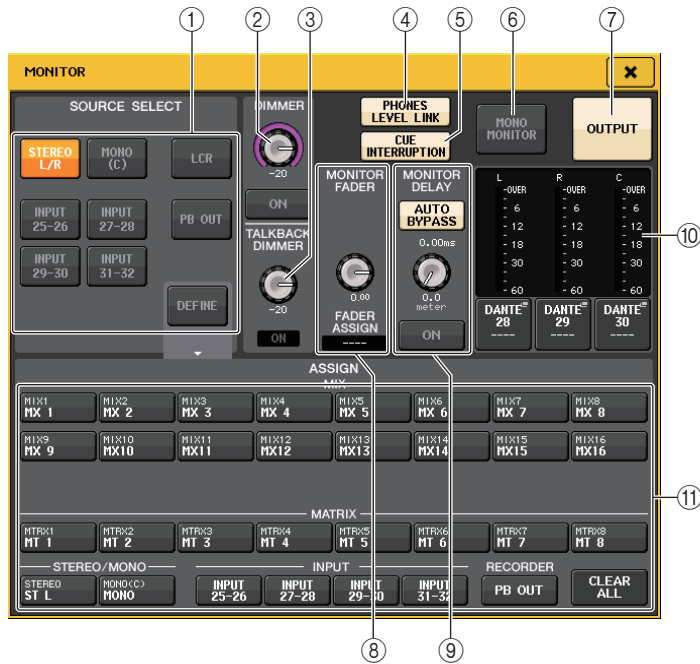 ① ② ③ ④ ⑤ ⑥ ⑦
MONITOR
SOURCE SELECT
STEREO L/R
MONO (C)
LCR
INPUT 25-26
INPUT 27-28
PB OUT
INPUT 29-30
INPUT 31-32
DEFINE
DIMMER
-20
ON
TALKBACK DIMMER
-20
ON
PHONES LEVEL LINK
CUE INTERRUPTION
MONO MONITOR
OUTPUT
MONITOR FADER
0.00
FADER ASSIGN
----
MONITOR DELAY
AUTO BYPASS
0.00ms
0.0
meter
ON
L R C
-OVER -OVER -OVER
6 6 6
12 12 12
18 18 18
30 30 30
60 60 60
⑩
DANTE 28 ----
DANTE 29 ----
DANTE 30 ----
ASSIGN
MIX
MIX1 MIX2 MIX3 MIX4 MIX5 MIX6 MIX7 MIX8
MX 1 MX 2 MX 3 MX 4 MX 5 MX 6 MX 7 MX 8
MIX9 MIX10 MIX11 MIX12 MIX13 MIX14 MIX15 MIX16
MX 9 MX10 MX11 MX12 MX13 MX14 MX15 MX16
⑪
MATRIX
MTRX1 MTRX2 MTRX3 MTRX4 MTRX5 MTRX6 MTRX7 MTRX8
MT 1 MT 2 MT 3 MT 4 MT 5 MT 6 MT 7 MT 8
STEREO/MONO INPUT RECORDER
STEREO ST L
MONO(C) MONO
INPUT 25-26
INPUT 27-28
INPUT 29-30
INPUT 31-32
PB OUT
CLEAR ALL
⑧ ⑨